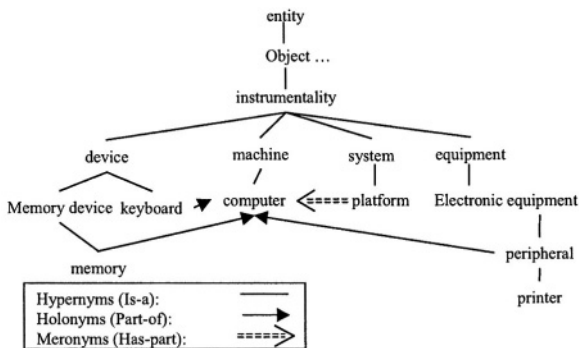 entity
Object ...
instrumentality
device machine system equipment
Memory device keyboard computer platform Electronic equipment
memory peripheral
printer
Hypernyms (Is-a):
Holonyms (Part-of):
Meronyms (Has-part):